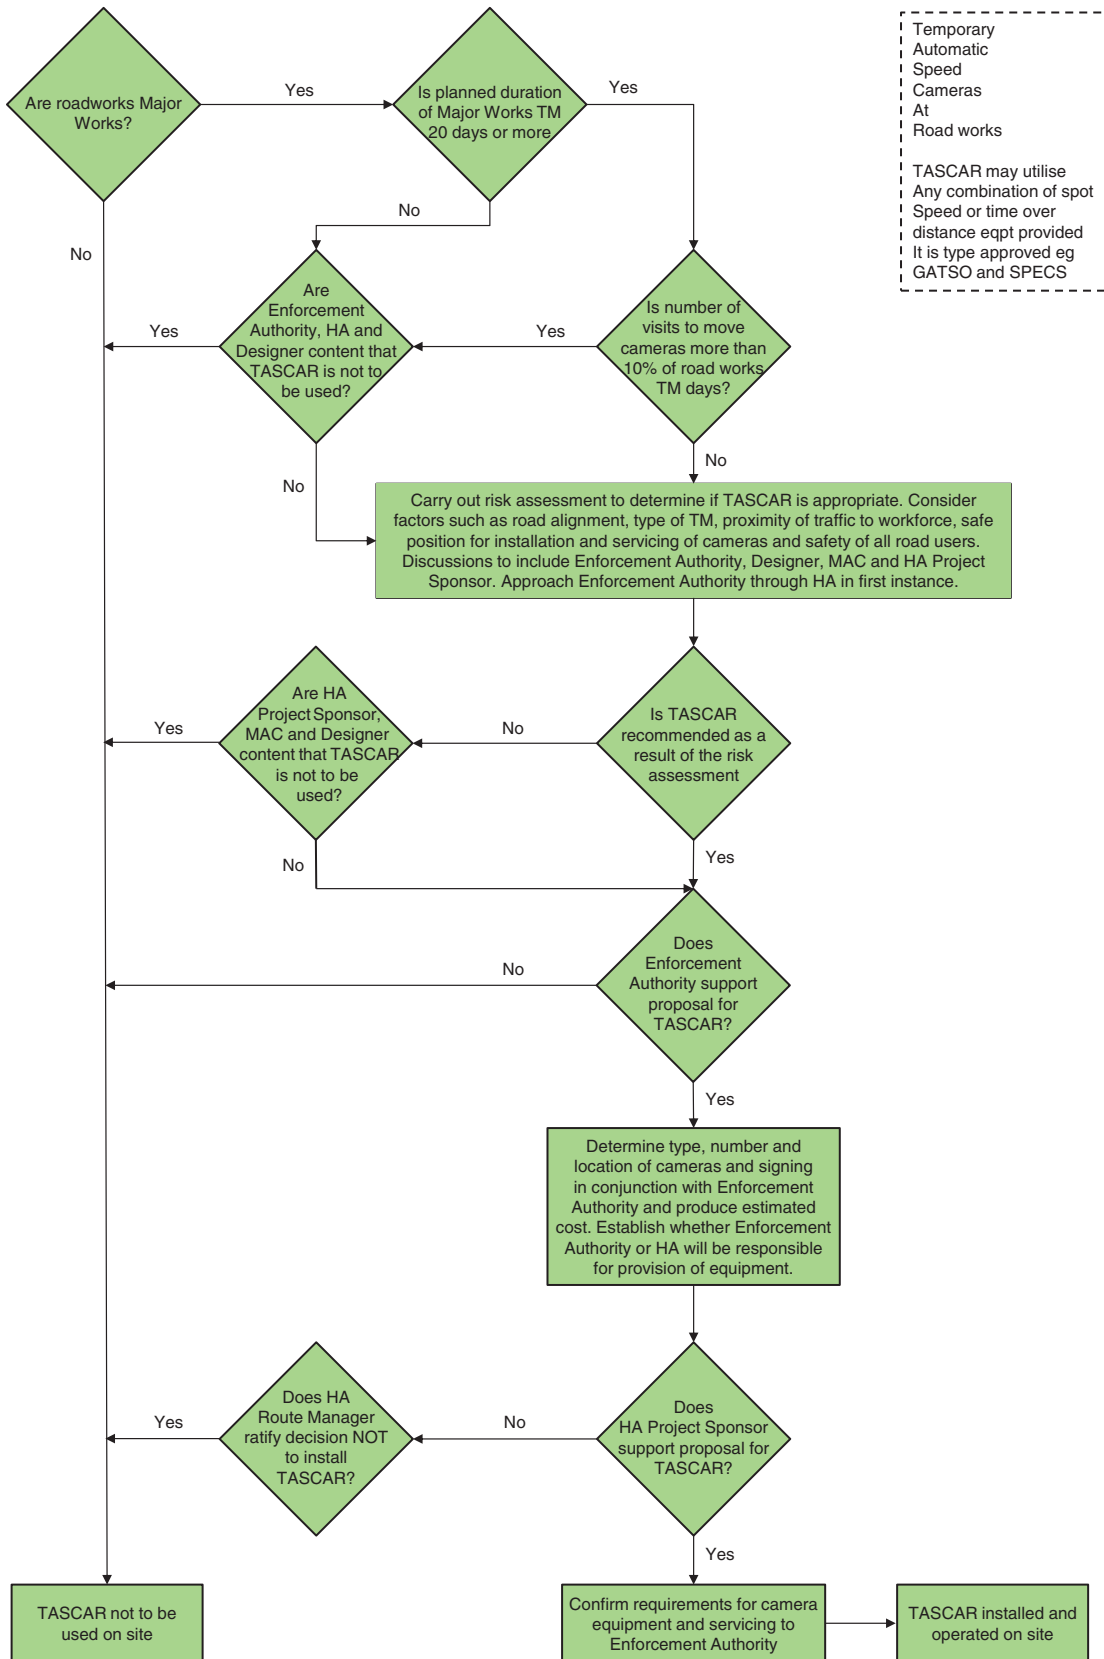 Are roadworks Major
Works?
Yes
Is planned duration
of Major Works TM
20 days or more
Yes
Temporary
Automatic
Speed
Cameras
At
Road works
TASCAR may utilise
Any combination of spot
Speed or time over
distance eqpt provided
It is type approved eg
GATSO and SPECS
No
No
Are
Enforcement
Authority, HA and
Designer content that
TASCAR is not to
be used?
Yes
Yes
Is number of
visits to move
cameras more than
10% of road works
TM days?
No
No
Carry out risk assessment to determine if TASCAR is appropriate. Consider
factors such as road alignment, type of TM, proximity of traffic to workforce, safe
position for installation and servicing of cameras and safety of all road users.
Discussions to include Enforcement Authority, Designer, MAC and HA Project
Sponsor. Approach Enforcement Authority through HA in first instance.
Are HA
Project Sponsor,
MAC and Designer
content that TASCAR
is not to be
used?
Yes
No
Is TASCAR
recommended as a
result of the risk
assessment
No
Yes
Does
Enforcement
Authority support
proposal for
TASCAR?
No
Yes
Determine type, number and
location of cameras and signing
in conjunction with Enforcement
Authority and produce estimated
cost. Establish whether Enforcement
Authority or HA will be responsible
for provision of equipment.
Does HA
Route Manager
ratify decision NOT
to install
TASCAR?
Yes
No
Does
HA Project Sponsor
support proposal for
TASCAR?
Yes
TASCAR not to be
used on site
Confirm requirements for camera
equipment and servicing to
Enforcement Authority
TASCAR installed and
operated on site